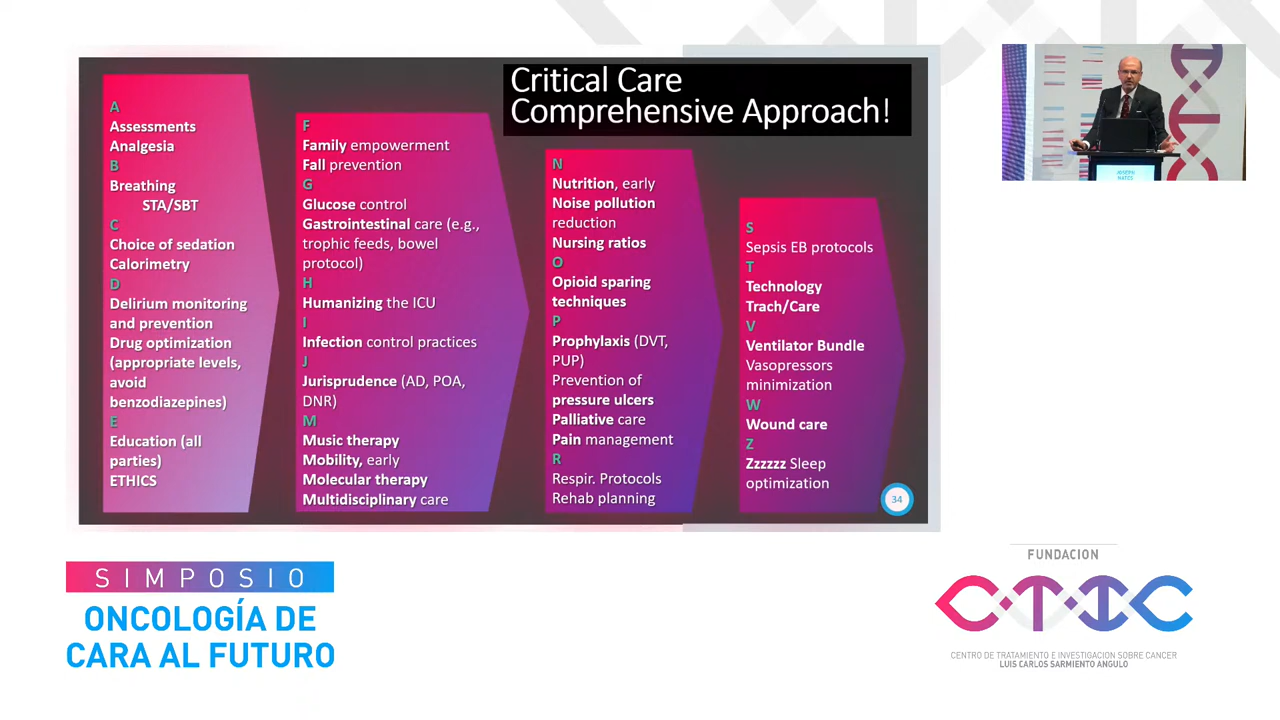 Critical Care
Comprehensive Approach!
A
Assessments
Analgesia
B
Breathing
STA/SBT
C
Choice of sedation
Calorimetry
D
Delirium monitoring
and prevention
Drug optimization
(appropriate levels,
avoid
benzodiazepines)
E
Education (all
parties)
ETHICS
F
Family empowerment
Fall prevention
G
Glucose control
Gastrointestinal care (e.g.,
trophic feeds, bowel
protocol)
H
Humanizing the ICU
I
Infection control practices
J
Jurisprudence (AD, POA,
DNR)
M
Music therapy
Mobility, early
Molecular therapy
Multidisciplinary care
N
Nutrition, early
Noise pollution
reduction
Nursing ratios
O
Opioid sparing
techniques
P
Prophylaxis (DVT,
PUP)
Prevention of
pressure ulcers
Palliative care
Pain management
R
Respir. Protocols
Rehab planning
S
Sepsis EB protocols
T
Technology
Trach/Care
V
Ventilator Bundle
Vasopressors
minimization
W
Wound care
Z
Zzzzzz Sleep
optimization
34
JOSEPH
NATES
SIMPOSIO
ONCOLOGÍA DE
CARA AL FUTURO
FUNDACION
CTIC
CENTRO DE TRATAMIENTO E INVESTIGACION SOBRE CANCER
LUIS CARLOS SARMIENTO ANGULO